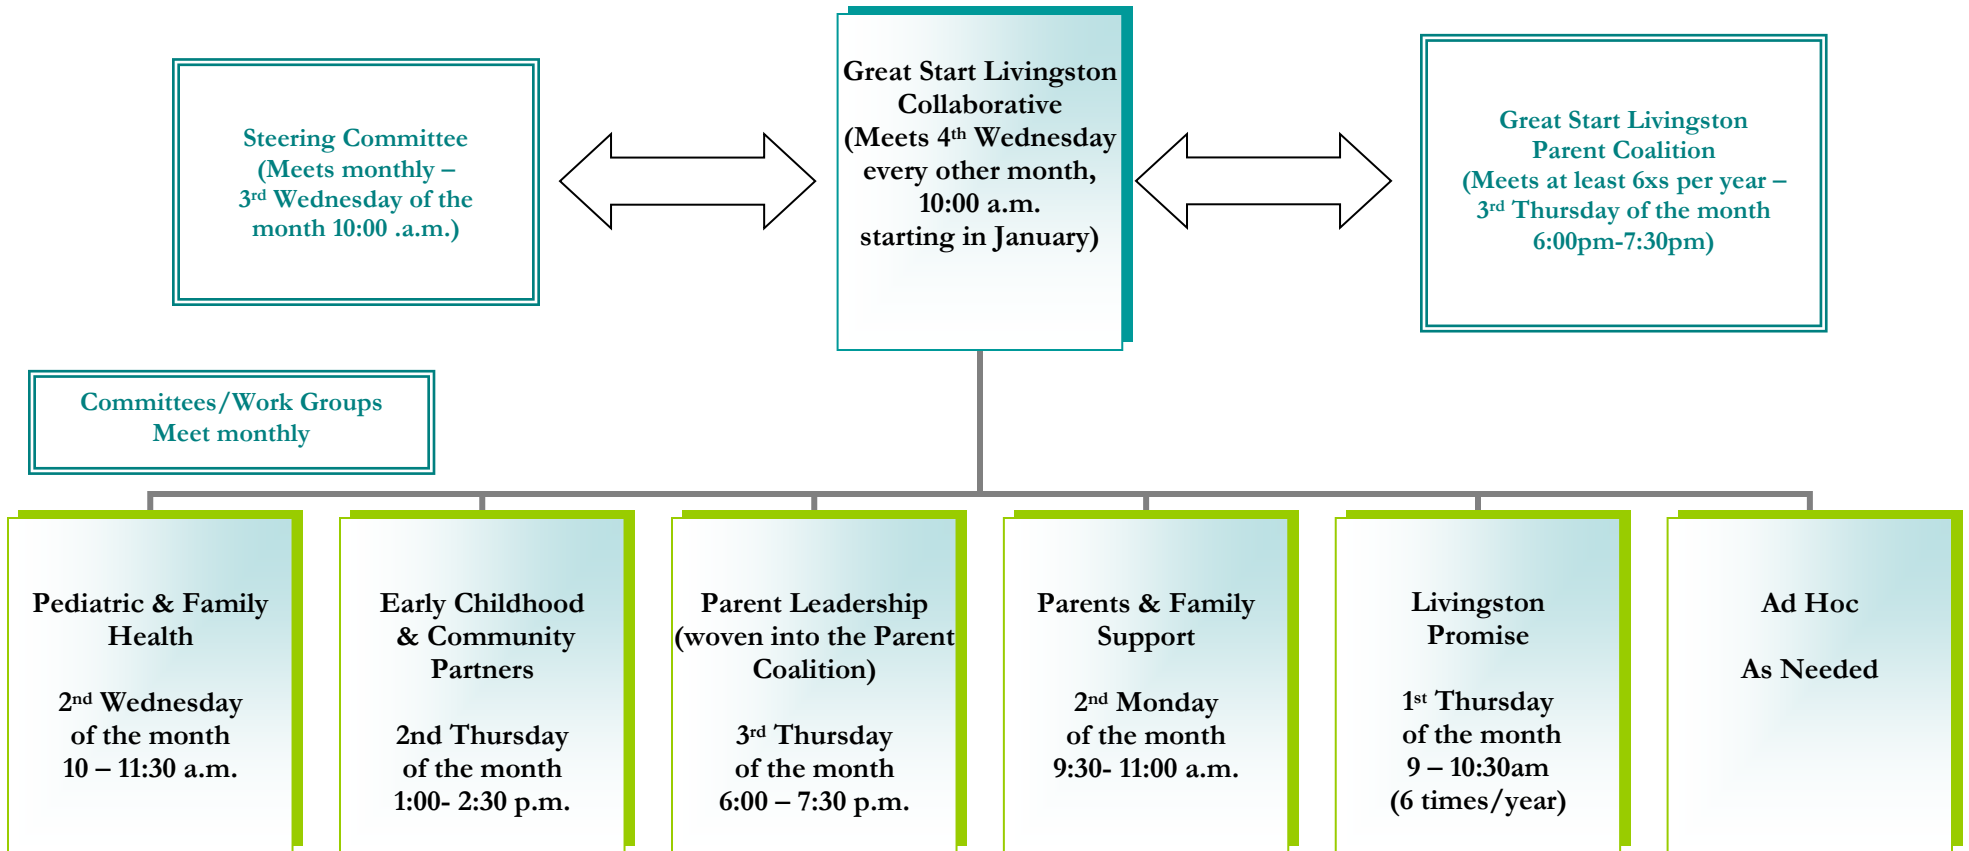 Great Start Livingston
Collaborative
(Meets 4th Wednesday
every other month,
10:00 a.m.
starting in January)
Steering Committee
(Meets monthly –
3rd Wednesday of the
month 10:00 .a.m.)
Great Start Livingston
Parent Coalition
(Meets at least 6xs per year –
3rd Thursday of the month
6:00pm-7:30pm)
Committees/Work Groups
Meet monthly
Pediatric & Family
Health
2nd Wednesday
of the month
10 – 11:30 a.m.
Early Childhood
& Community
Partners
2nd Thursday
of the month
1:00- 2:30 p.m.
Parent Leadership
(woven into the Parent
Coalition)
3rd Thursday
of the month
6:00 – 7:30 p.m.
Parents & Family
Support
2nd Monday
of the month
9:30- 11:00 a.m.
Livingston
Promise
1st Thursday
of the month
9 – 10:30am
(6 times/year)
Ad Hoc
As Needed